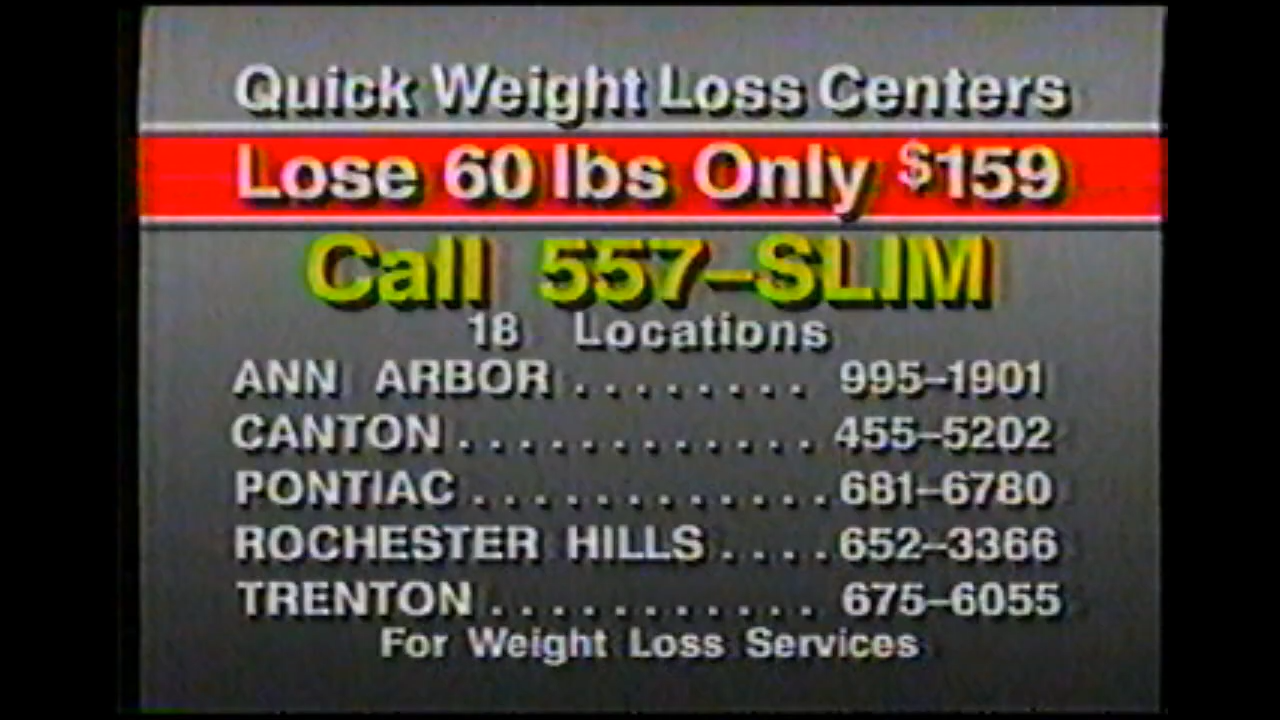 Quick Weight Loss Centers
Lose 60 lbs Only $159
Call 557-SLIM
18 Locations
ANN ARBOR ........ 995-1901
CANTON ............ 455-5202
PONTIAC ............ 681-6780
ROCHESTER HILLS .... 652-3366
TRENTON ........... 675-6055
For Weight Loss Services